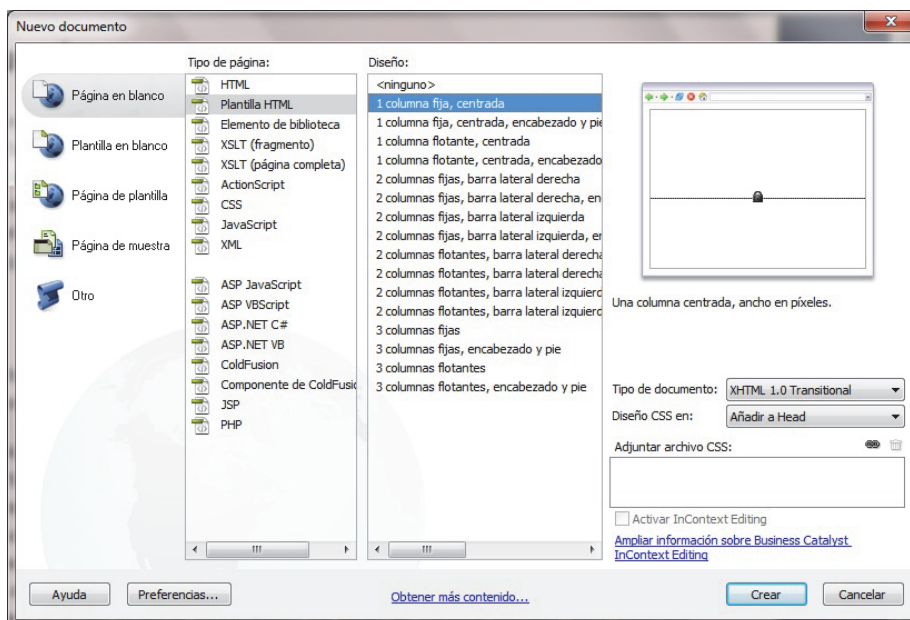 Nuevo documento
Página en blanco
Plantilla en blanco
Página de plantilla
Página de muestra
Otro
Tipo de página:
HTML
Plantilla HTML
Elemento de biblioteca
XSLT (fragmento)
XSLT (página completa)
ActionScript
CSS
JavaScript
XML
ASP JavaScript
ASP VBScript
ASP.NET C#
ASP.NET VB
ColdFusion
Componente de ColdFusic
JSP
PHP
Diseño:
<ninguno>
1 columna fija, centrada
1 columna fija, centrada, encabezado y pie
1 columna flotante, centrada
1 columna flotante, centrada, encabezado
2 columnas fijas, barra lateral derecha
2 columnas fijas, barra lateral derecha, en
2 columnas fijas, barra lateral izquierda
2 columnas fijas, barra lateral izquierda, er
2 columnas flotantes, barra lateral derecha
2 columnas flotantes, barra lateral derecha
2 columnas flotantes, barra lateral izquierd
2 columnas flotantes, barra lateral izquierd
3 columnas fijas
3 columnas fijas, encabezado y pie
3 columnas flotantes
3 columnas flotantes, encabezado y pie
Una columna centrada, ancho en píxeles.
Tipo de documento: XHTML 1.0 Transitional
Diseño CSS en: Añadir a Head
Adjuntar archivo CSS:
Activar InContext Editing
Ampliar información sobre Business Catalyst
InContext Editing
Ayuda Preferencias... Obtener más contenido... Crear Cancelar